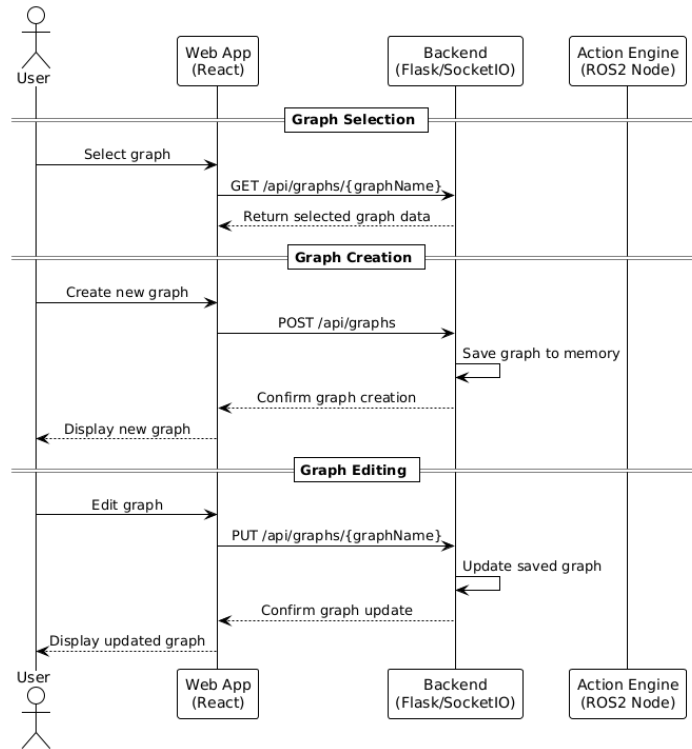 User
Web App
(React)
Backend
(Flask/SocketIO)
Action Engine
(ROS2 Node)
Graph Selection
Select graph
GET /api/graphs/{graphName}
Return selected graph data
Graph Creation
Create new graph
POST /api/graphs
Save graph to memory
Confirm graph creation
Display new graph
Graph Editing
Edit graph
PUT /api/graphs/{graphName}
Update saved graph
Confirm graph update
Display updated graph
User
Web App
(React)
Backend
(Flask/SocketIO)
Action Engine
(ROS2 Node)